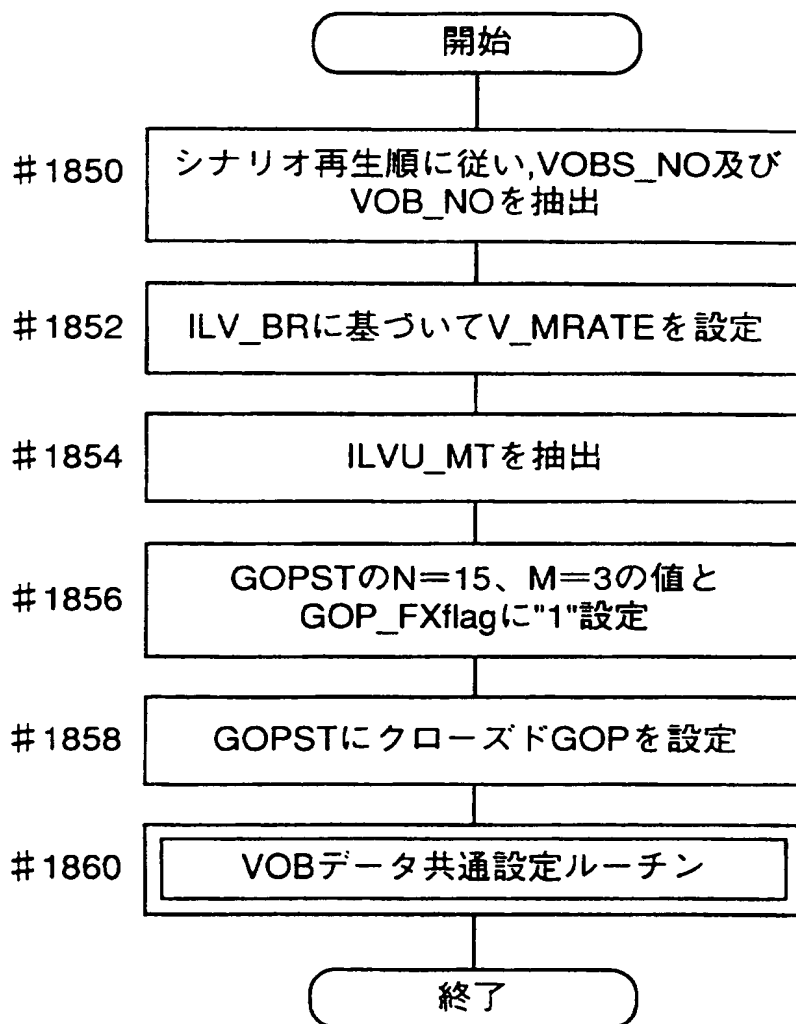 開始
#1850
シナリオ再生順に従い,VOBS_NO及び
VOB_NOを抽出
#1852
ILV_BRに基づいてV_MRATEを設定
#1854
ILVU_MTを抽出
#1856
GOPSTのN=15、M=3の値と
GOP_FXflagに"1"設定
#1858
GOPSTにクローズドGOPを設定
#1860
VOBデータ共通設定ルーチン
終了